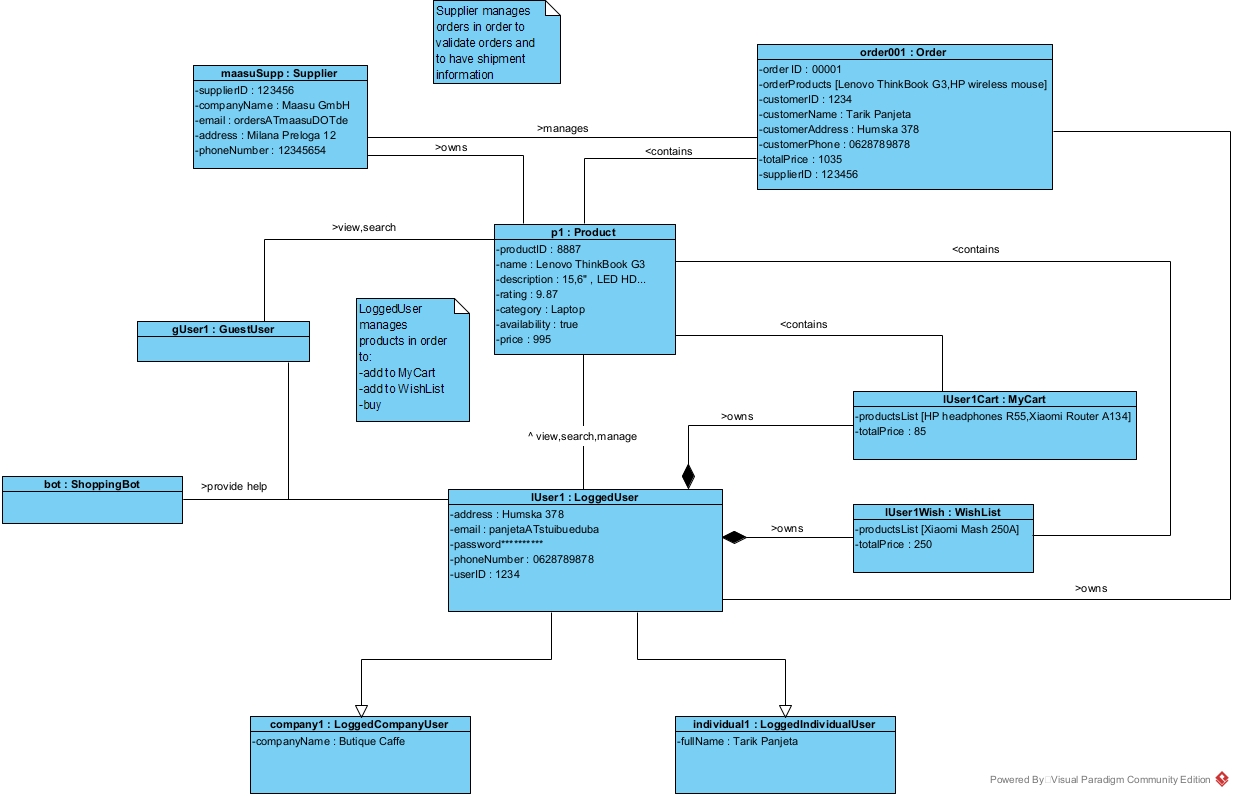 Supplier manages
orders in order to
validate orders and
to have shipment
information
maasuSupp : Supplier
-supplierID : 123456
-companyName : Maasu GmbH
-email : ordersATmaasuDOTde
-address : Milana Preloga 12
-phoneNumber : 12345654
order001 : Order
-order ID : 00001
-orderProducts [Lenovo ThinkBook G3,HP wireless mouse]
-customerID : 1234
-customerName : Tarik Panjeta
-customerAddress : Humska 378
-customerPhone : 0628789878
-totalPrice : 1035
-supplierID : 123456
>manages
>owns
<contains
>view,search
p1 : Product
-productID : 8887
-name : Lenovo ThinkBook G3
-description : 15,6" , LED HD...
-rating : 9.87
-category : Laptop
-availability : true
-price : 995
<contains
<contains
gUser1 : GuestUser
LoggedUser
manages
products in order
to:
-add to MyCart
-add to WishList
-buy
^ view,search,manage
>owns
lUser1Cart : MyCart
-productsList [HP headphones R55,Xiaomi Router A134]
-totalPrice : 85
bot : ShoppingBot
>provide help
lUser1 : LoggedUser
-address : Humska 378
-email : panjetaATstuibueduba
-password**********
-phoneNumber : 0628789878
-userID : 1234
>owns
lUser1Wish : WishList
-productsList [Xiaomi Mash 250A]
-totalPrice : 250
>owns
company1 : LoggedCompanyUser
-companyName : Butique Caffe
individual1 : LoggedIndividualUser
-fullName : Tarik Panjeta
Powered By Visual Paradigm Community Edition